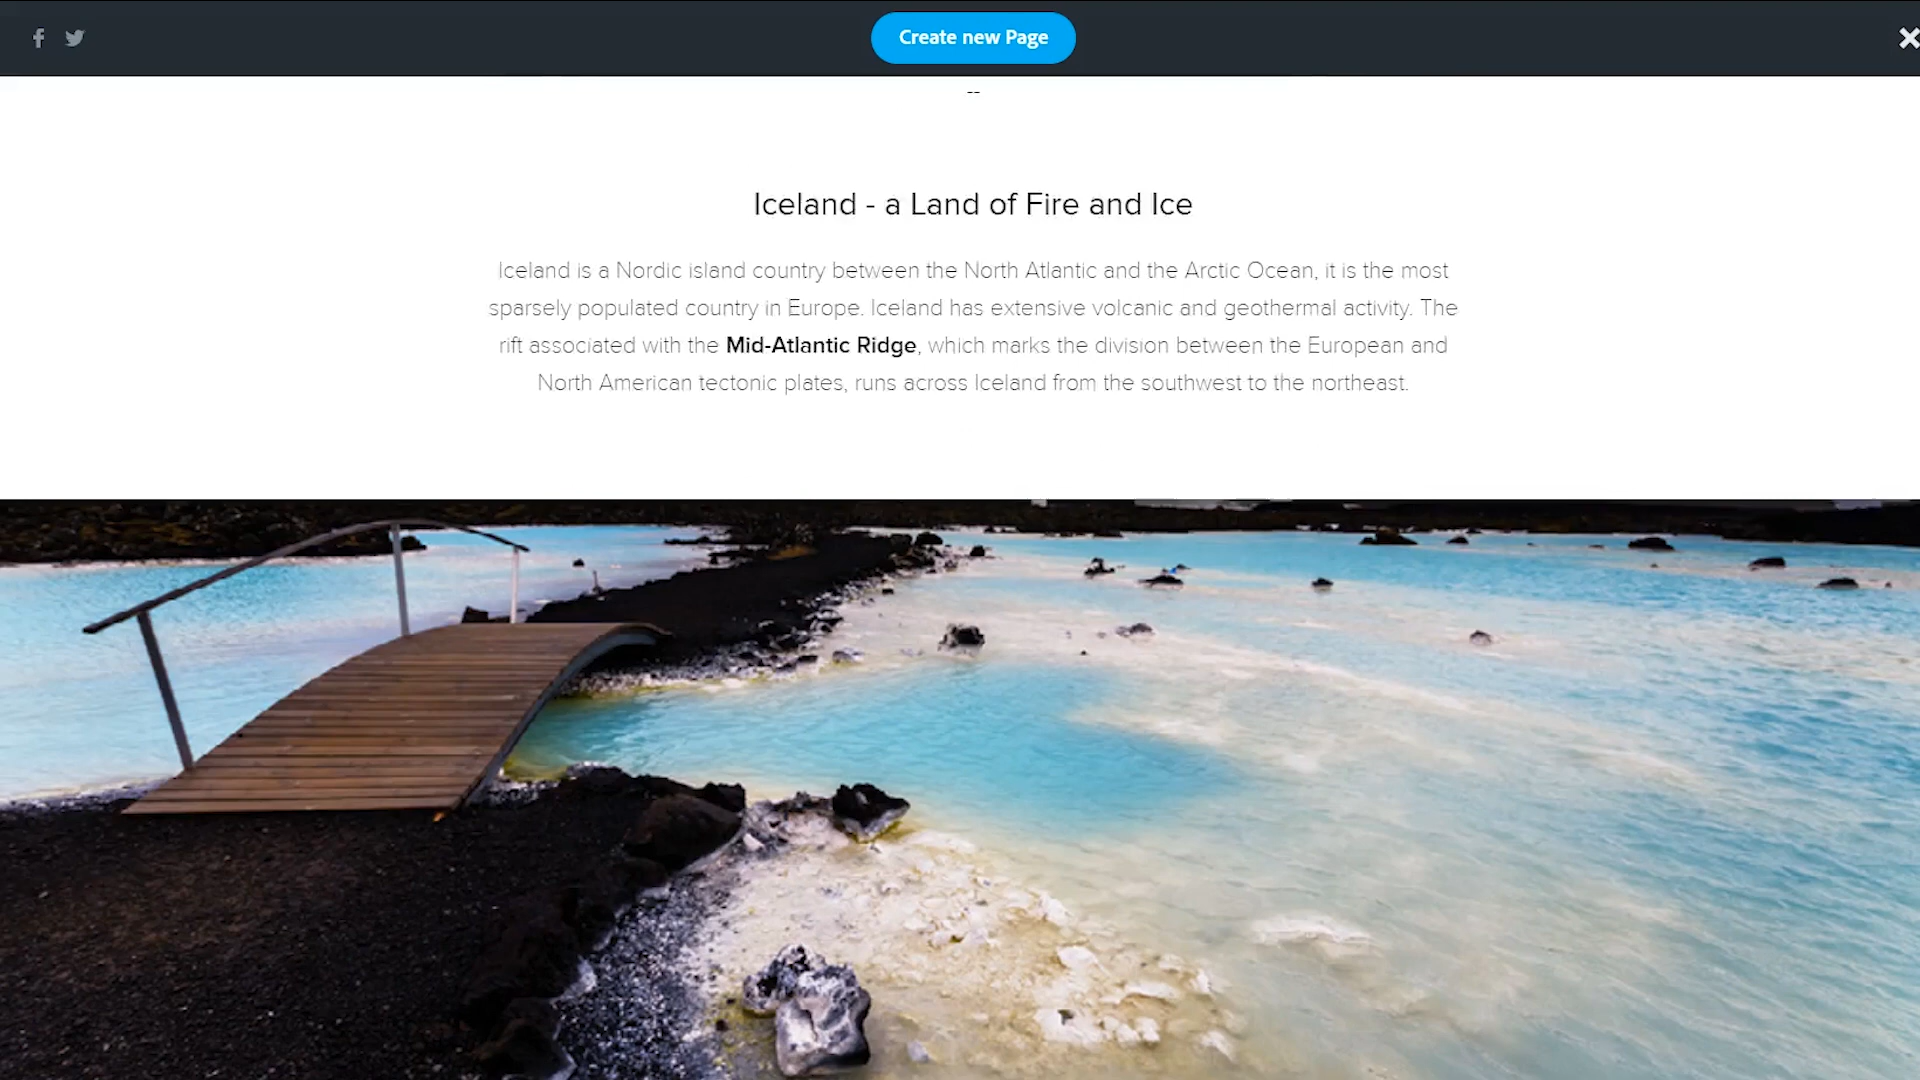 Create new Page
--
Iceland - a Land of Fire and Ice
Iceland is a Nordic island country between the North Atlantic and the Arctic Ocean, it is the most
sparsely populated country in Europe. Iceland has extensive volcanic and geothermal activity. The
rift associated with the Mid-Atlantic Ridge, which marks the division between the European and
North American tectonic plates, runs across Iceland from the southwest to the northeast.